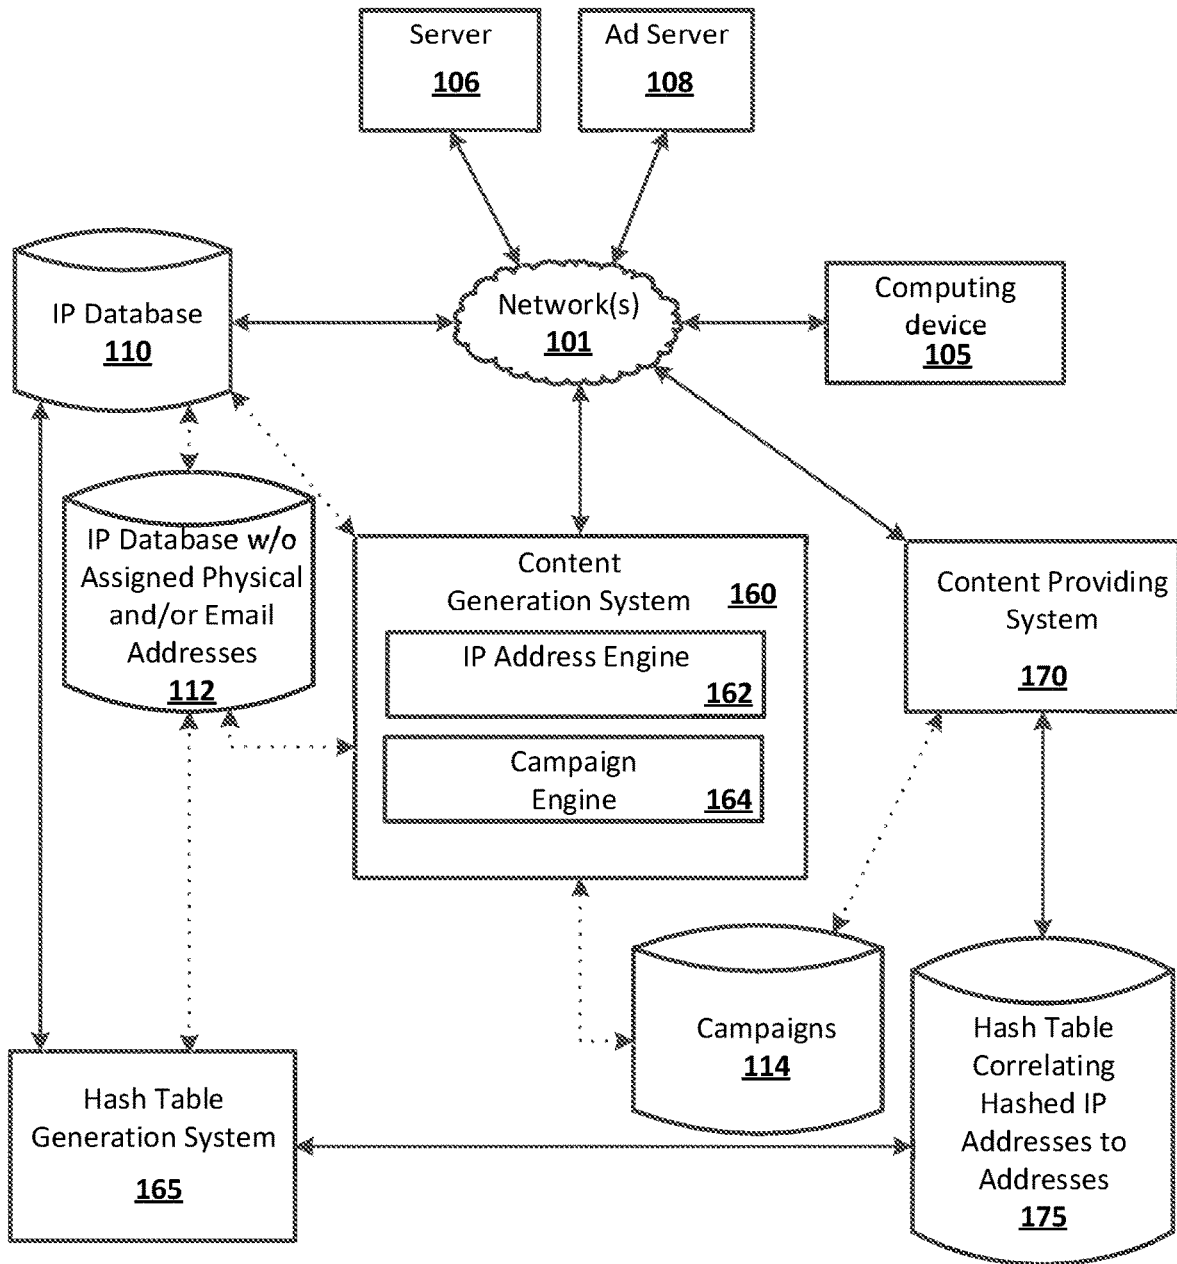 Server
106
Ad Server
108
IP Database
110
Network(s)
101
Computing
device
105
IP Database w/o
Assigned Physical
and/or Email
Addresses
112
Content
Generation System 160
IP Address Engine
162
Campaign
Engine 164
Content Providing
System
170
Campaigns
114
Hash Table
Generation System
165
Hash Table
Correlating
Hashed IP
Addresses to
Addresses
175